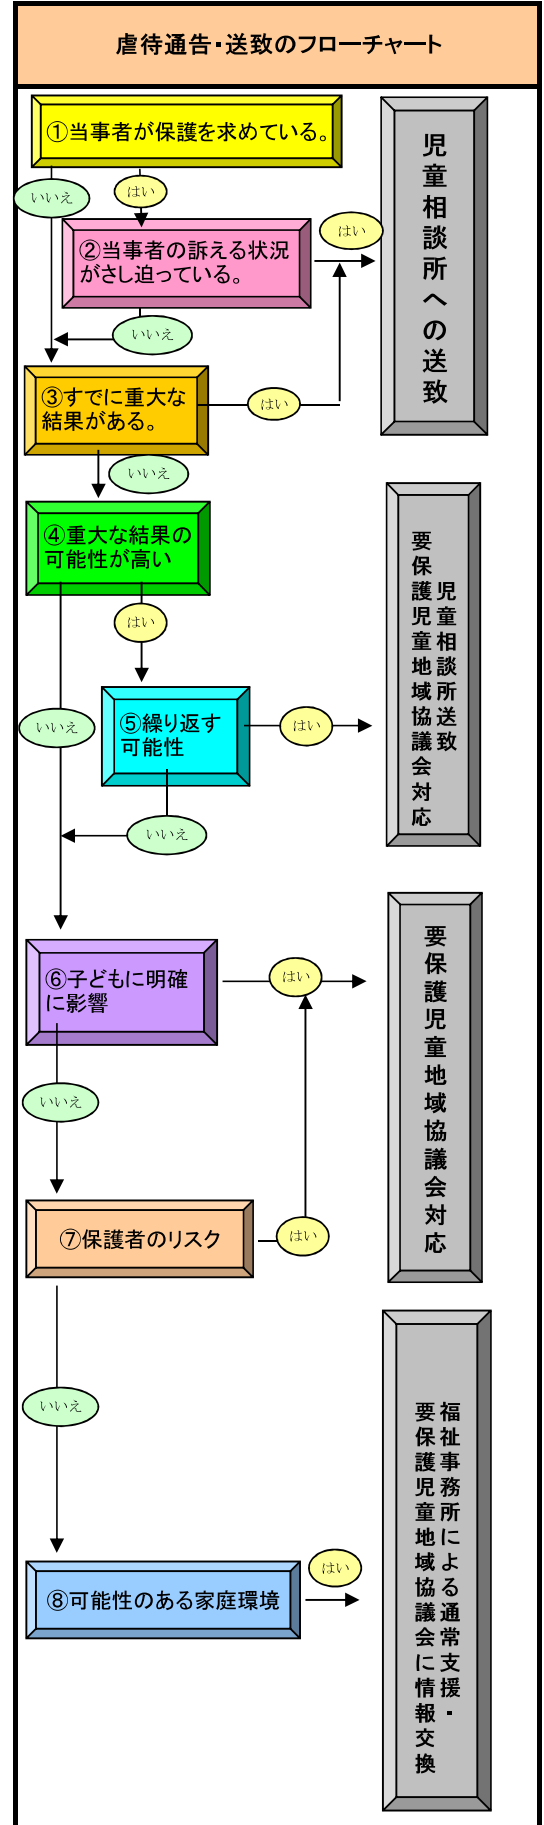 虐待通告・送致のフローチャート
①当事者が保護を求めている。
いいえ
はい
②当事者の訴える状況
がさし迫っている。
はい
いいえ
児童相談所への送致
③すでに重大な
結果がある。
はい
いいえ
④重大な結果の
可能性が高い
はい
いいえ
⑤繰り返す
可能性
はい
いいえ
児童相談所送致
要保護児童地域協議会対応
⑥子どもに明確
に影響
はい
いいえ
要保護児童地域協議会対応
⑦保護者のリスク
はい
いいえ
⑧可能性のある家庭環境
はい
福祉事務所による通常支援・
要保護児童地域協議会に情報交換